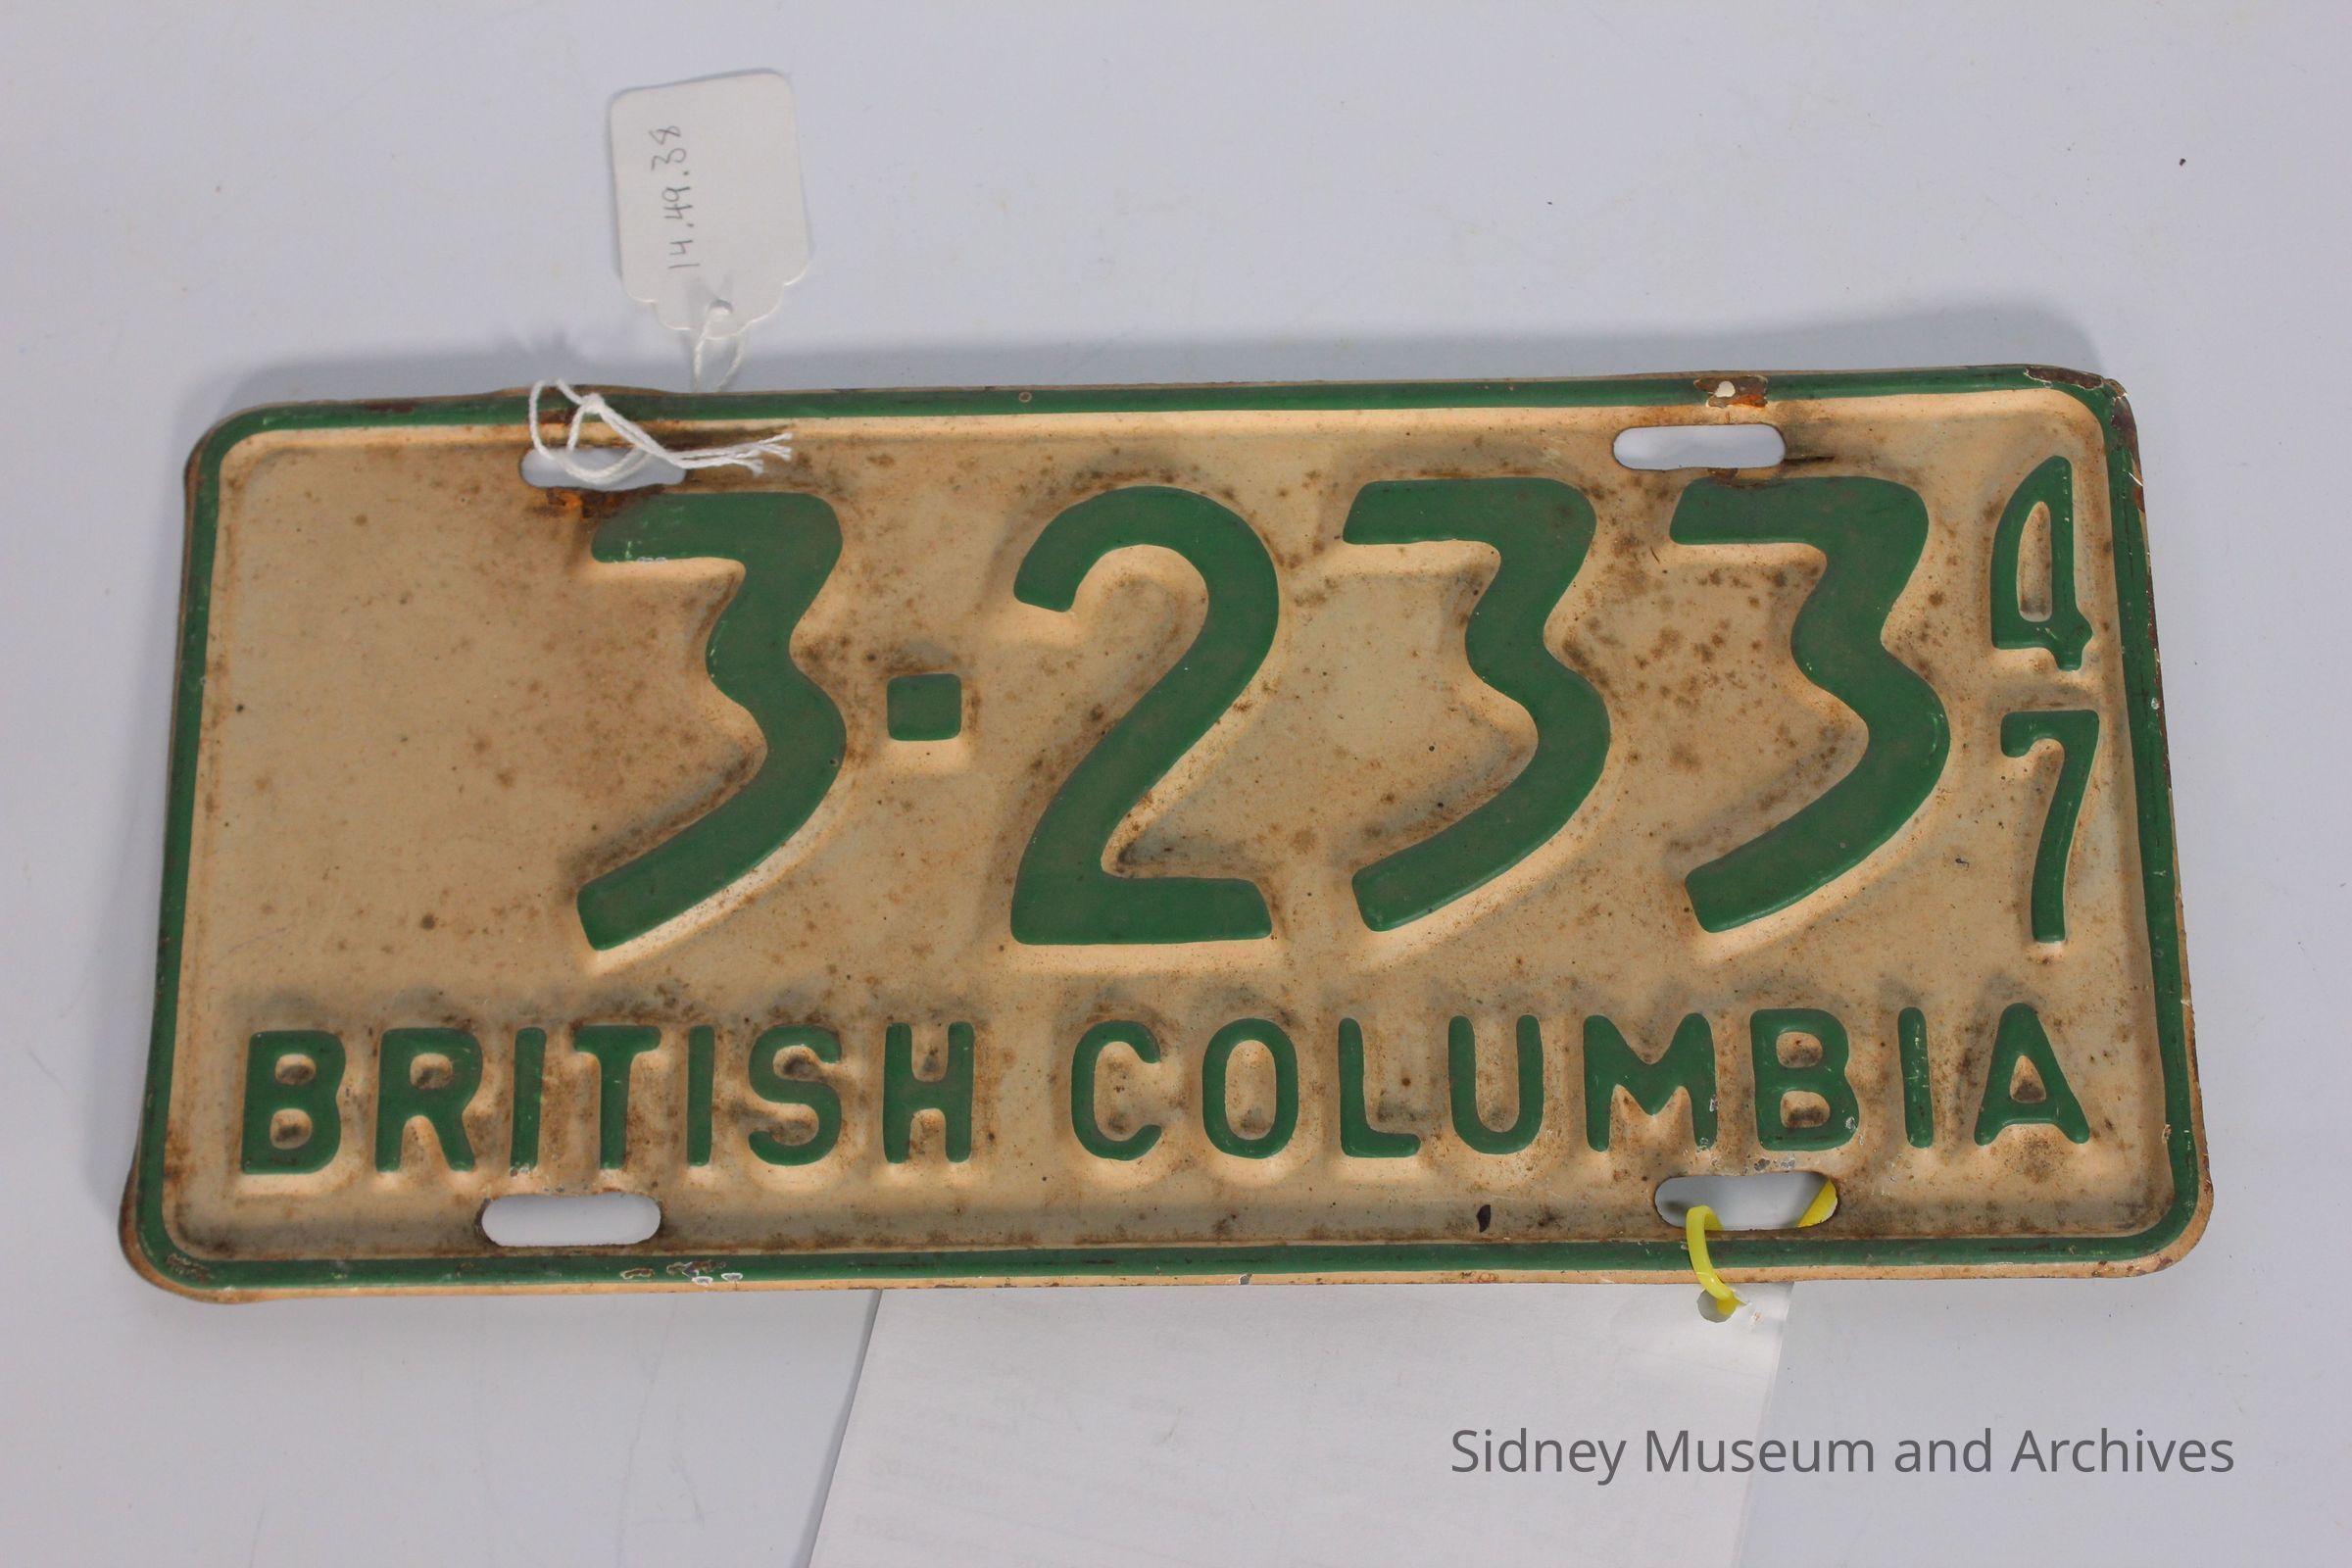 14.49.38
3-233
47
BRITISH COLUMBIA
Sidney Museum and Archives